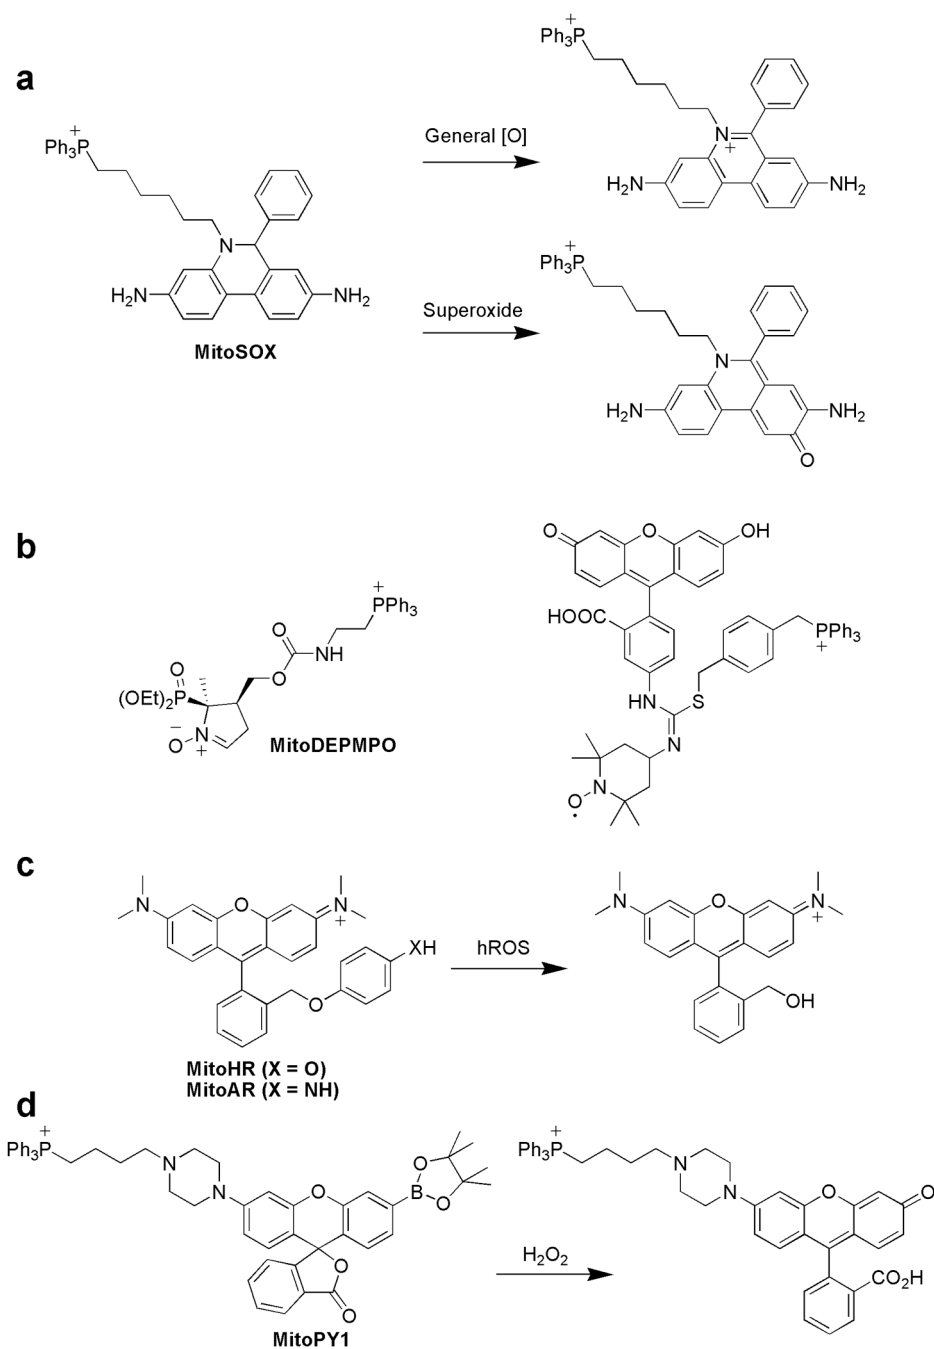 a
+
Ph3P
N
H2N
NH2
MitoSOX
General [O]
+
Ph3P
N
+
H2N
NH2
Superoxide
+
Ph3P
N
H2N
NH2
O
b
O
(OEt)2P
−
O
N
+
O
O
NH
+
PPh3
MitoDEPMPO
O
O
OH
HOOC
HN
S
N
PPh3
+
N
O
•
c
N
O
N
+
O
XH
MitoHR (X = O)
MitoAR (X = NH)
hROS
N
O
N
+
OH
d
+
Ph3P
N
N
O
B
O
O
O
O
MitoPY1
H2O2
+
Ph3P
N
N
O
O
CO2H